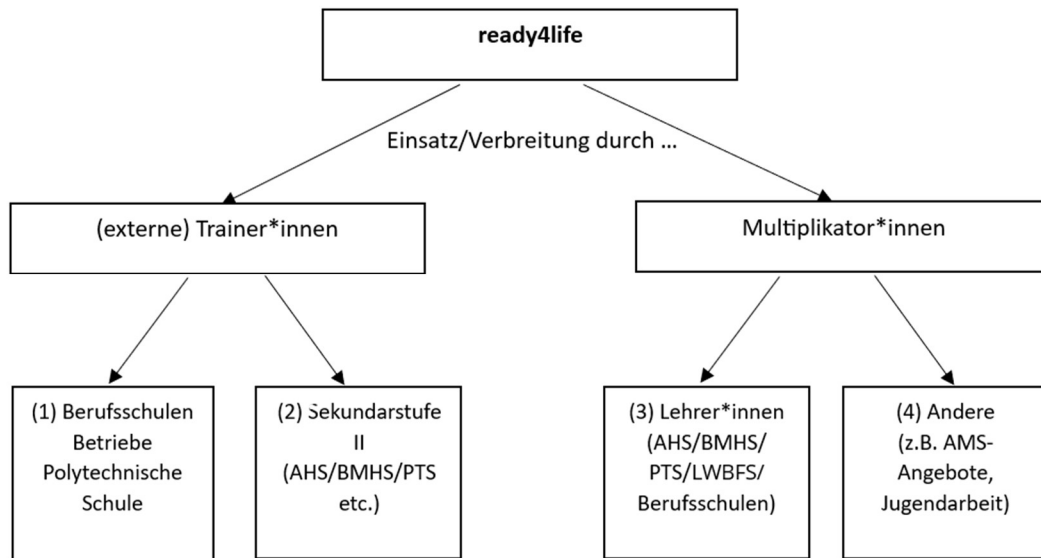 ready4life
Einsatz/Verbreitung durch ...
(externe) Trainer*innen
Multiplikator*innen
(1) Berufsschulen
Betriebe
Polytechnische
Schule
(2) Sekundarstufe
II
(AHS/BMHS/PTS
etc.)
(3) Lehrer*innen
(AHS/BMHS/
PTS/LWBFS/
Berufsschulen)
(4) Andere
(z.B. AMS-
Angebote,
Jugendarbeit)